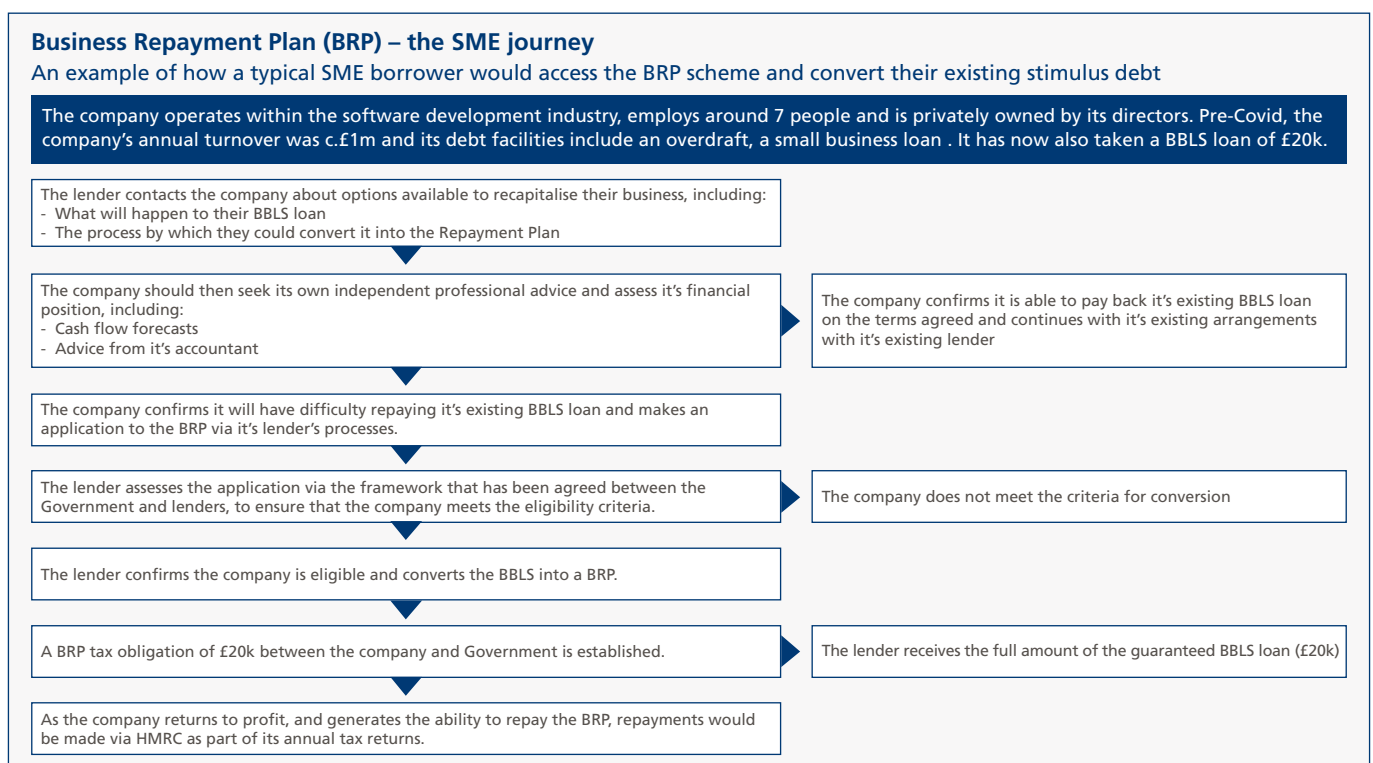 Business Repayment Plan (BRP) – the SME journey
An example of how a typical SME borrower would access the BRP scheme and convert their existing stimulus debt
The company operates within the software development industry, employs around 7 people and is privately owned by its directors. Pre-Covid, the
company's annual turnover was c.£1m and its debt facilities include an overdraft, a small business loan . It has now also taken a BBLS loan of £20k.
The lender contacts the company about options available to recapitalise their business, including:
- What will happen to their BBLS loan
- The process by which they could convert it into the Repayment Plan
The company should then seek its own independent professional advice and assess it's financial
position, including:
- Cash flow forecasts
- Advice from it's accountant
The company confirms it is able to pay back it's existing BBLS loan
on the terms agreed and continues with it's existing arrangements
with it's existing lender
The company confirms it will have difficulty repaying it's existing BBLS loan and makes an
application to the BRP via it's lender's processes.
The lender assesses the application via the framework that has been agreed between the
Government and lenders, to ensure that the company meets the eligibility criteria.
The company does not meet the criteria for conversion
The lender confirms the company is eligible and converts the BBLS into a BRP.
A BRP tax obligation of £20k between the company and Government is established.
The lender receives the full amount of the guaranteed BBLS loan (£20k)
As the company returns to profit, and generates the ability to repay the BRP, repayments would
be made via HMRC as part of its annual tax returns.